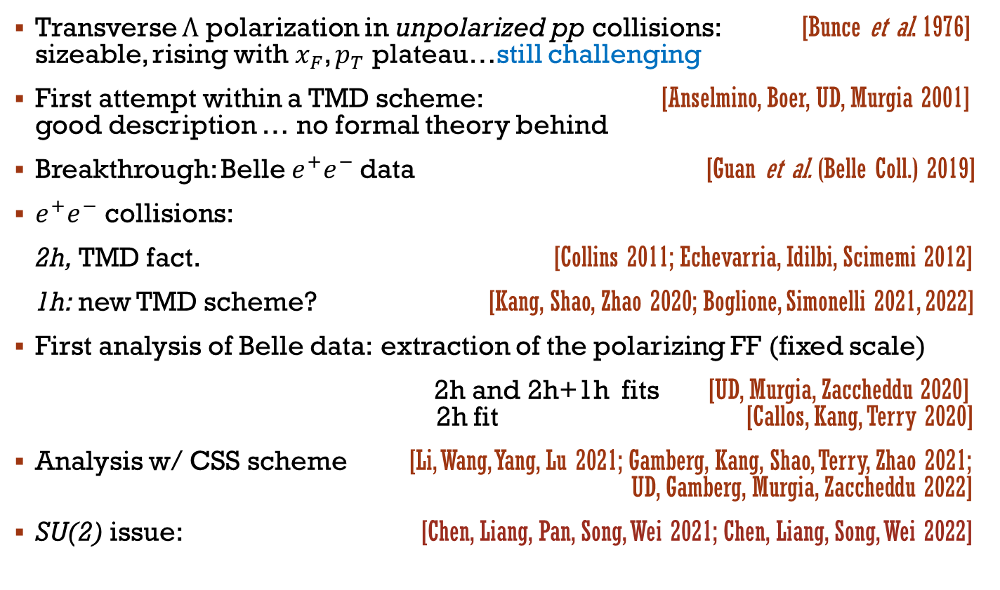 ▪ Transverse Λ polarization in unpolarized pp collisions: [Bunce et al. 1976]
sizeable, rising with x_F, p_T plateau…still challenging
▪ First attempt within a TMD scheme: [Anselmino, Boer, UD, Murgia 2001]
good description … no formal theory behind
▪ Breakthrough: Belle e⁺e⁻ data [Guan et al. (Belle Coll.) 2019]
▪ e⁺e⁻ collisions:
2h, TMD fact. [Collins 2011; Echevarria, Idilbi, Scimemi 2012]
1h: new TMD scheme? [Kang, Shao, Zhao 2020; Boglione, Simonelli 2021, 2022]
▪ First analysis of Belle data: extraction of the polarizing FF (fixed scale)
2h and 2h+1h fits [UD, Murgia, Zaccheddu 2020]
2h fit [Callos, Kang, Terry 2020]
▪ Analysis w/ CSS scheme [Li, Wang, Yang, Lu 2021; Gamberg, Kang, Shao, Terry, Zhao 2021;
UD, Gamberg, Murgia, Zaccheddu 2022]
▪ SU(2) issue: [Chen, Liang, Pan, Song, Wei 2021; Chen, Liang, Song, Wei 2022]